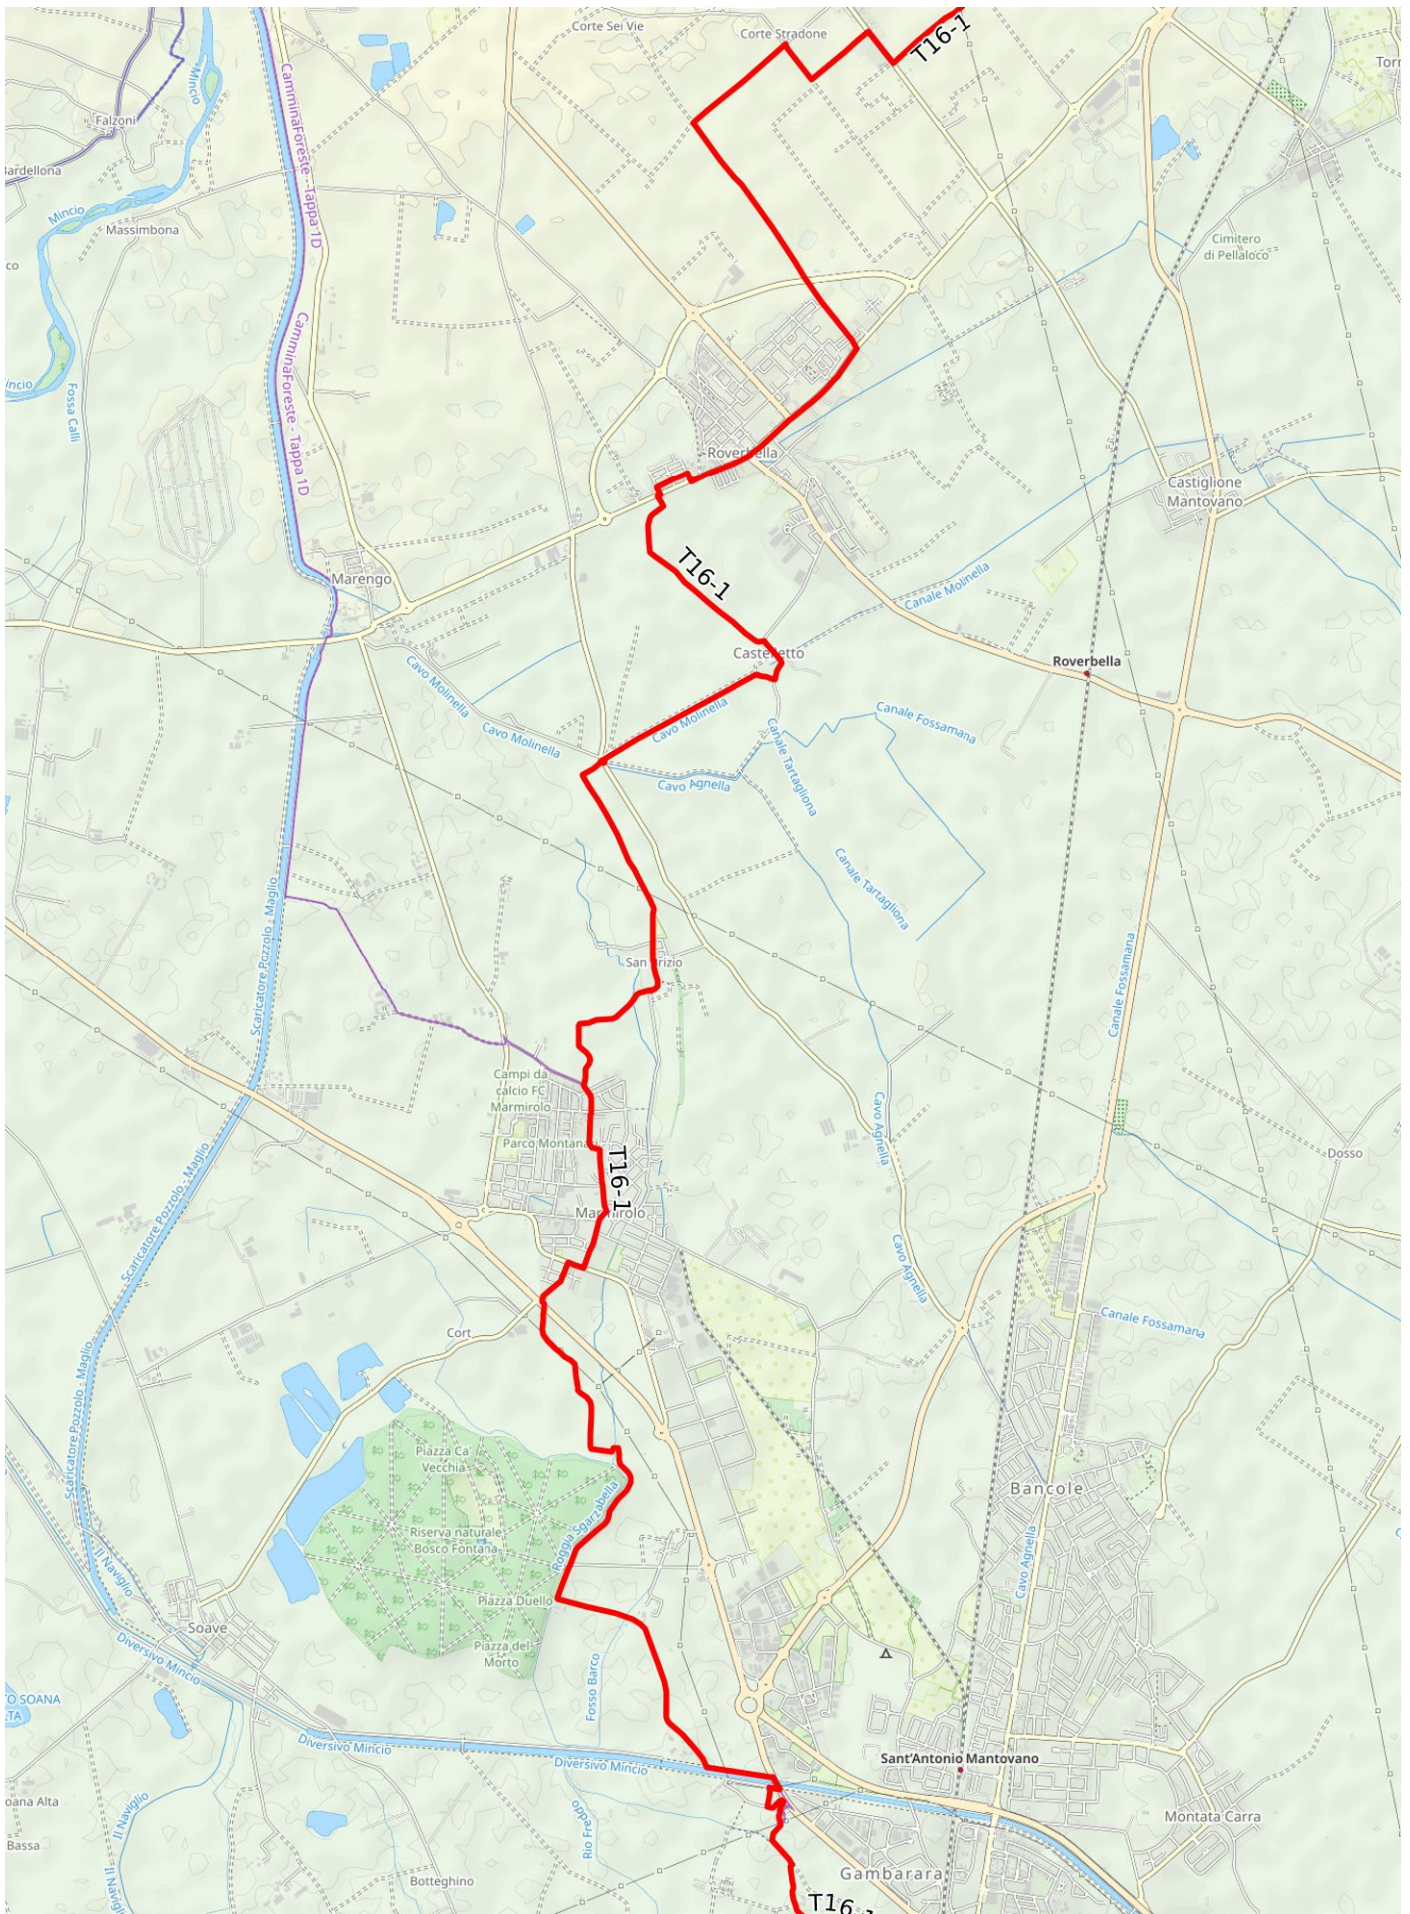 Corte Sei Vie
Corte Stradone
T16-1
Mincio
Falzoni
CamminaForeste - Tappa 1D
Mincio
Massimbona
Cimitero
di Pellaloco
CamminaForeste - Tappa 1D
Fossa Calli
Roverbella
Castiglione
Mantovano
T16-1
Marengo
Canale Molinella
Castelletto
Roverbella
Cavo Molinella
Cavo Molinella
Cavo Molinella
Canale Fossamana
Canale Tartagliona
Cavo Agnella
Canale Tartagliona
Scaricatore Pozzolo - Maglio
San Brizio
Canale Fossamana
Campi da
calcio FC
Marmirolo
Cavo Agnella
Parco Montanari
T16-1
Dosso
Scaricatore Pozzolo - Maglio
Marmirolo
Cavo Agnella
Canale Fossamana
Cort
Scaricatore Pozzolo - Maglio
Piazza Ca'
Vecchia
Bancole
Roggia Sgarzabella
Riserva naturale
Bosco Fontana
Il Naviglio
Cavo Agnella
Piazza Duello
Soave
Piazza del
Morto
Diversivo Mincio
Fosso Barco
Diversivo Mincio
Diversivo Mincio
Sant'Antonio Mantovano
Il Naviglio
Rio Freddo
Montata Carra
Bassa
Botteghino
Gambarara
Il Naviglio
T16-1